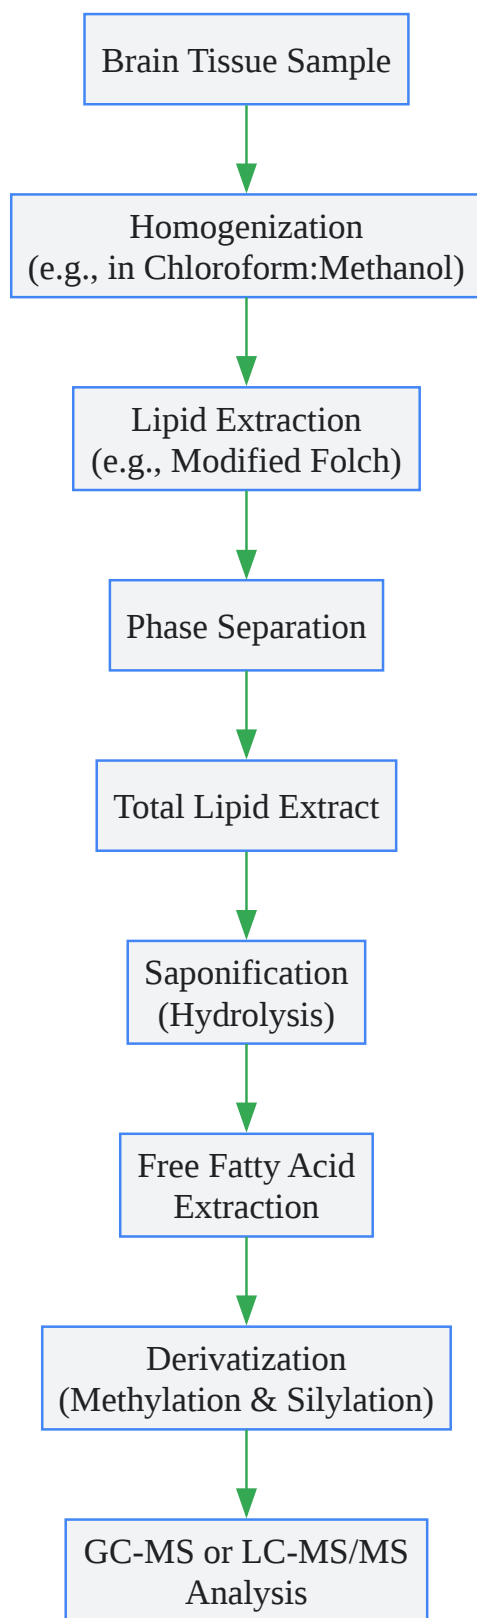 Brain Tissue Sample
Homogenization
(e.g., in Chloroform:Methanol)
Lipid Extraction
(e.g., Modified Folch)
Phase Separation
Total Lipid Extract
Saponification
(Hydrolysis)
Free Fatty Acid
Extraction
Derivatization
(Methylation & Silylation)
GC-MS or LC-MS/MS
Analysis